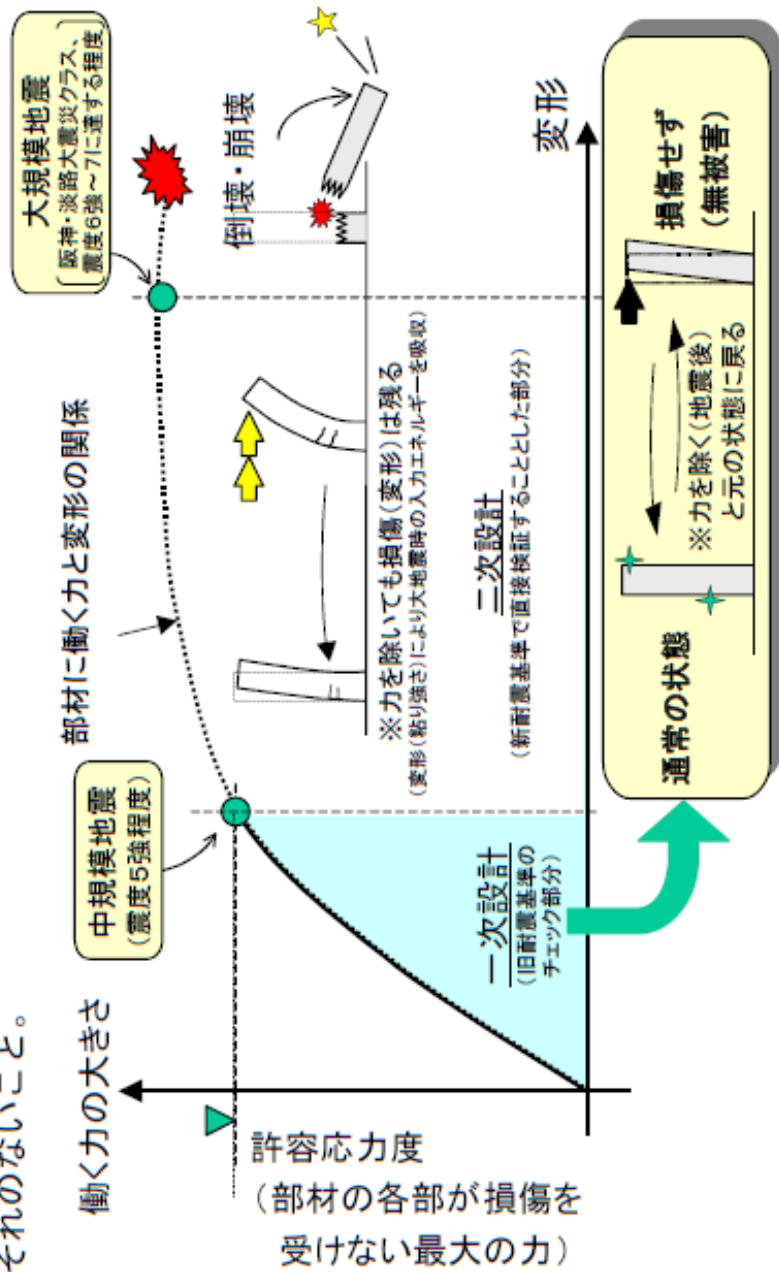 それのないこと。
働く力の大きさ
中規模地震
(震度5強程度)
部材に働く力と変形の関係
大規模地震
阪神・淡路大震災クラス、
震度6強~7に達する程度
倒壊・崩壊
許容応力度
(部材の各部が損傷を
受けない最大の力)
※力を除いても損傷(変形)は残る
(変形(粘り強さ)により大地震時の入力エネルギーを吸収)
一次設計
(旧耐震基準の
チェック部分)
二次設計
(新耐震基準で直接検証することとした部分)
変形
通常の状態
※力を除く(地震後)
と元の状態に戻る
損傷せず
(無被害)